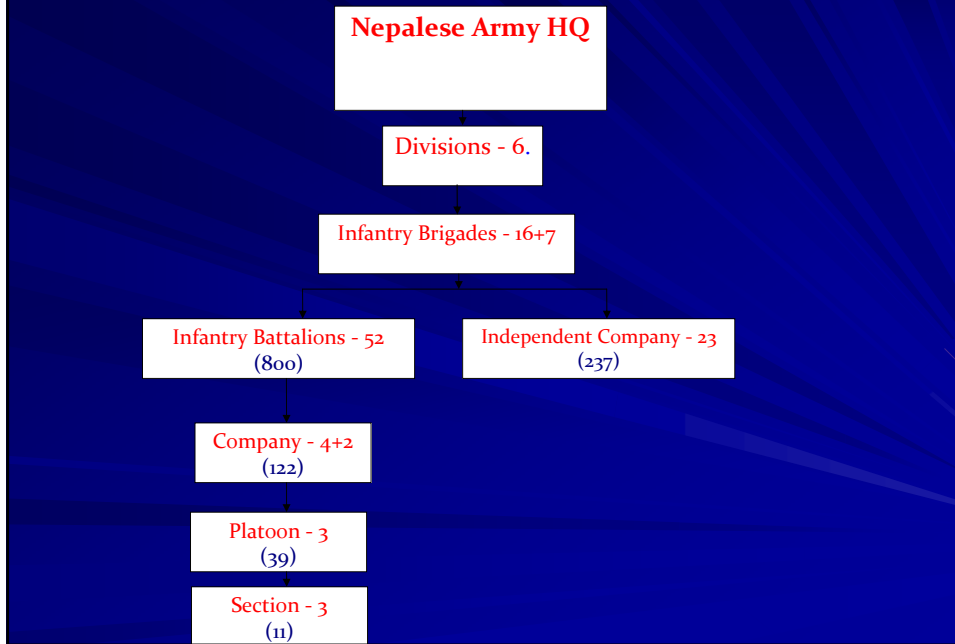 Nepalese Army HQ
Divisions - 6.
Infantry Brigades - 16+7
Infantry Battalions - 52
(800)
Independent Company - 23
(237)
Company - 4+2
(122)
Platoon - 3
(39)
Section - 3
(11)